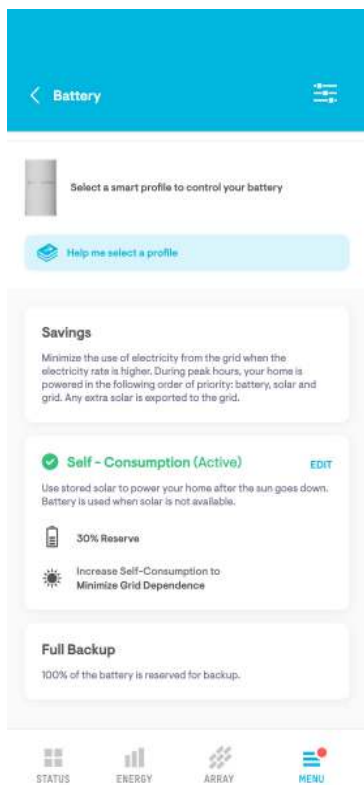 Battery
Select a smart profile to control your battery
Help me select a profile
Savings
Minimize the use of electricity from the grid when the
electricity rate is higher. During peak hours, your home is
powered in the following order of priority: battery, solar and
grid. Any extra solar is exported to the grid.
Self - Consumption (Active) EDIT
Use stored solar to power your home after the sun goes down.
Battery is used when solar is not available.
30% Reserve
Increase Self-Consumption to
Minimize Grid Dependence
Full Backup
100% of the battery is reserved for backup.
STATUS ENERGY ARRAY MENU